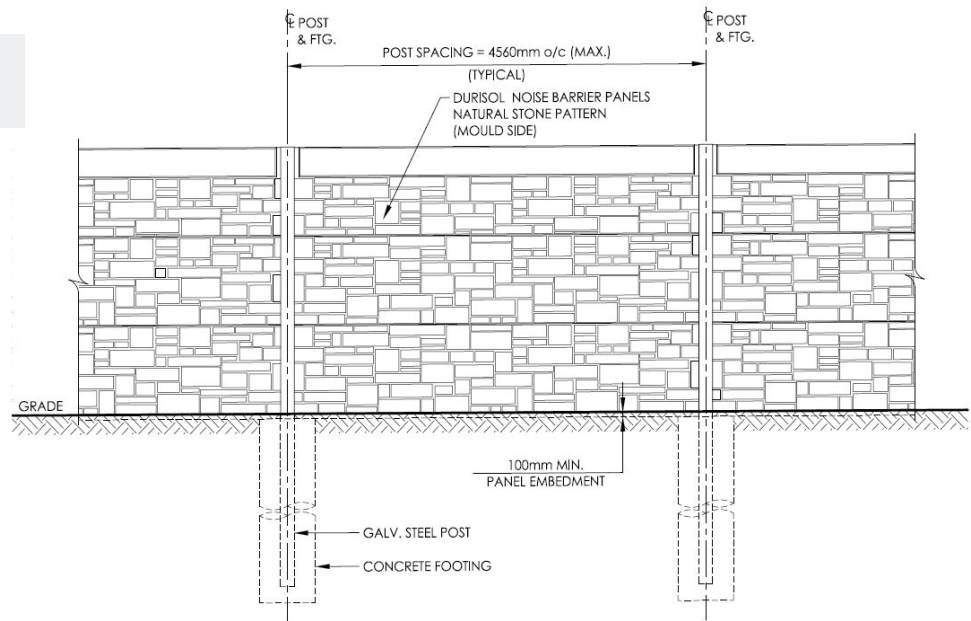 ℄ POST
& FTG.
℄ POST
& FTG.
POST SPACING = 4560mm o/c (MAX.)
(TYPICAL)
DURISOL NOISE BARRIER PANELS
NATURAL STONE PATTERN
(MOULD SIDE)
GRADE
100mm MIN.
PANEL EMBEDMENT
GALV. STEEL POST
CONCRETE FOOTING